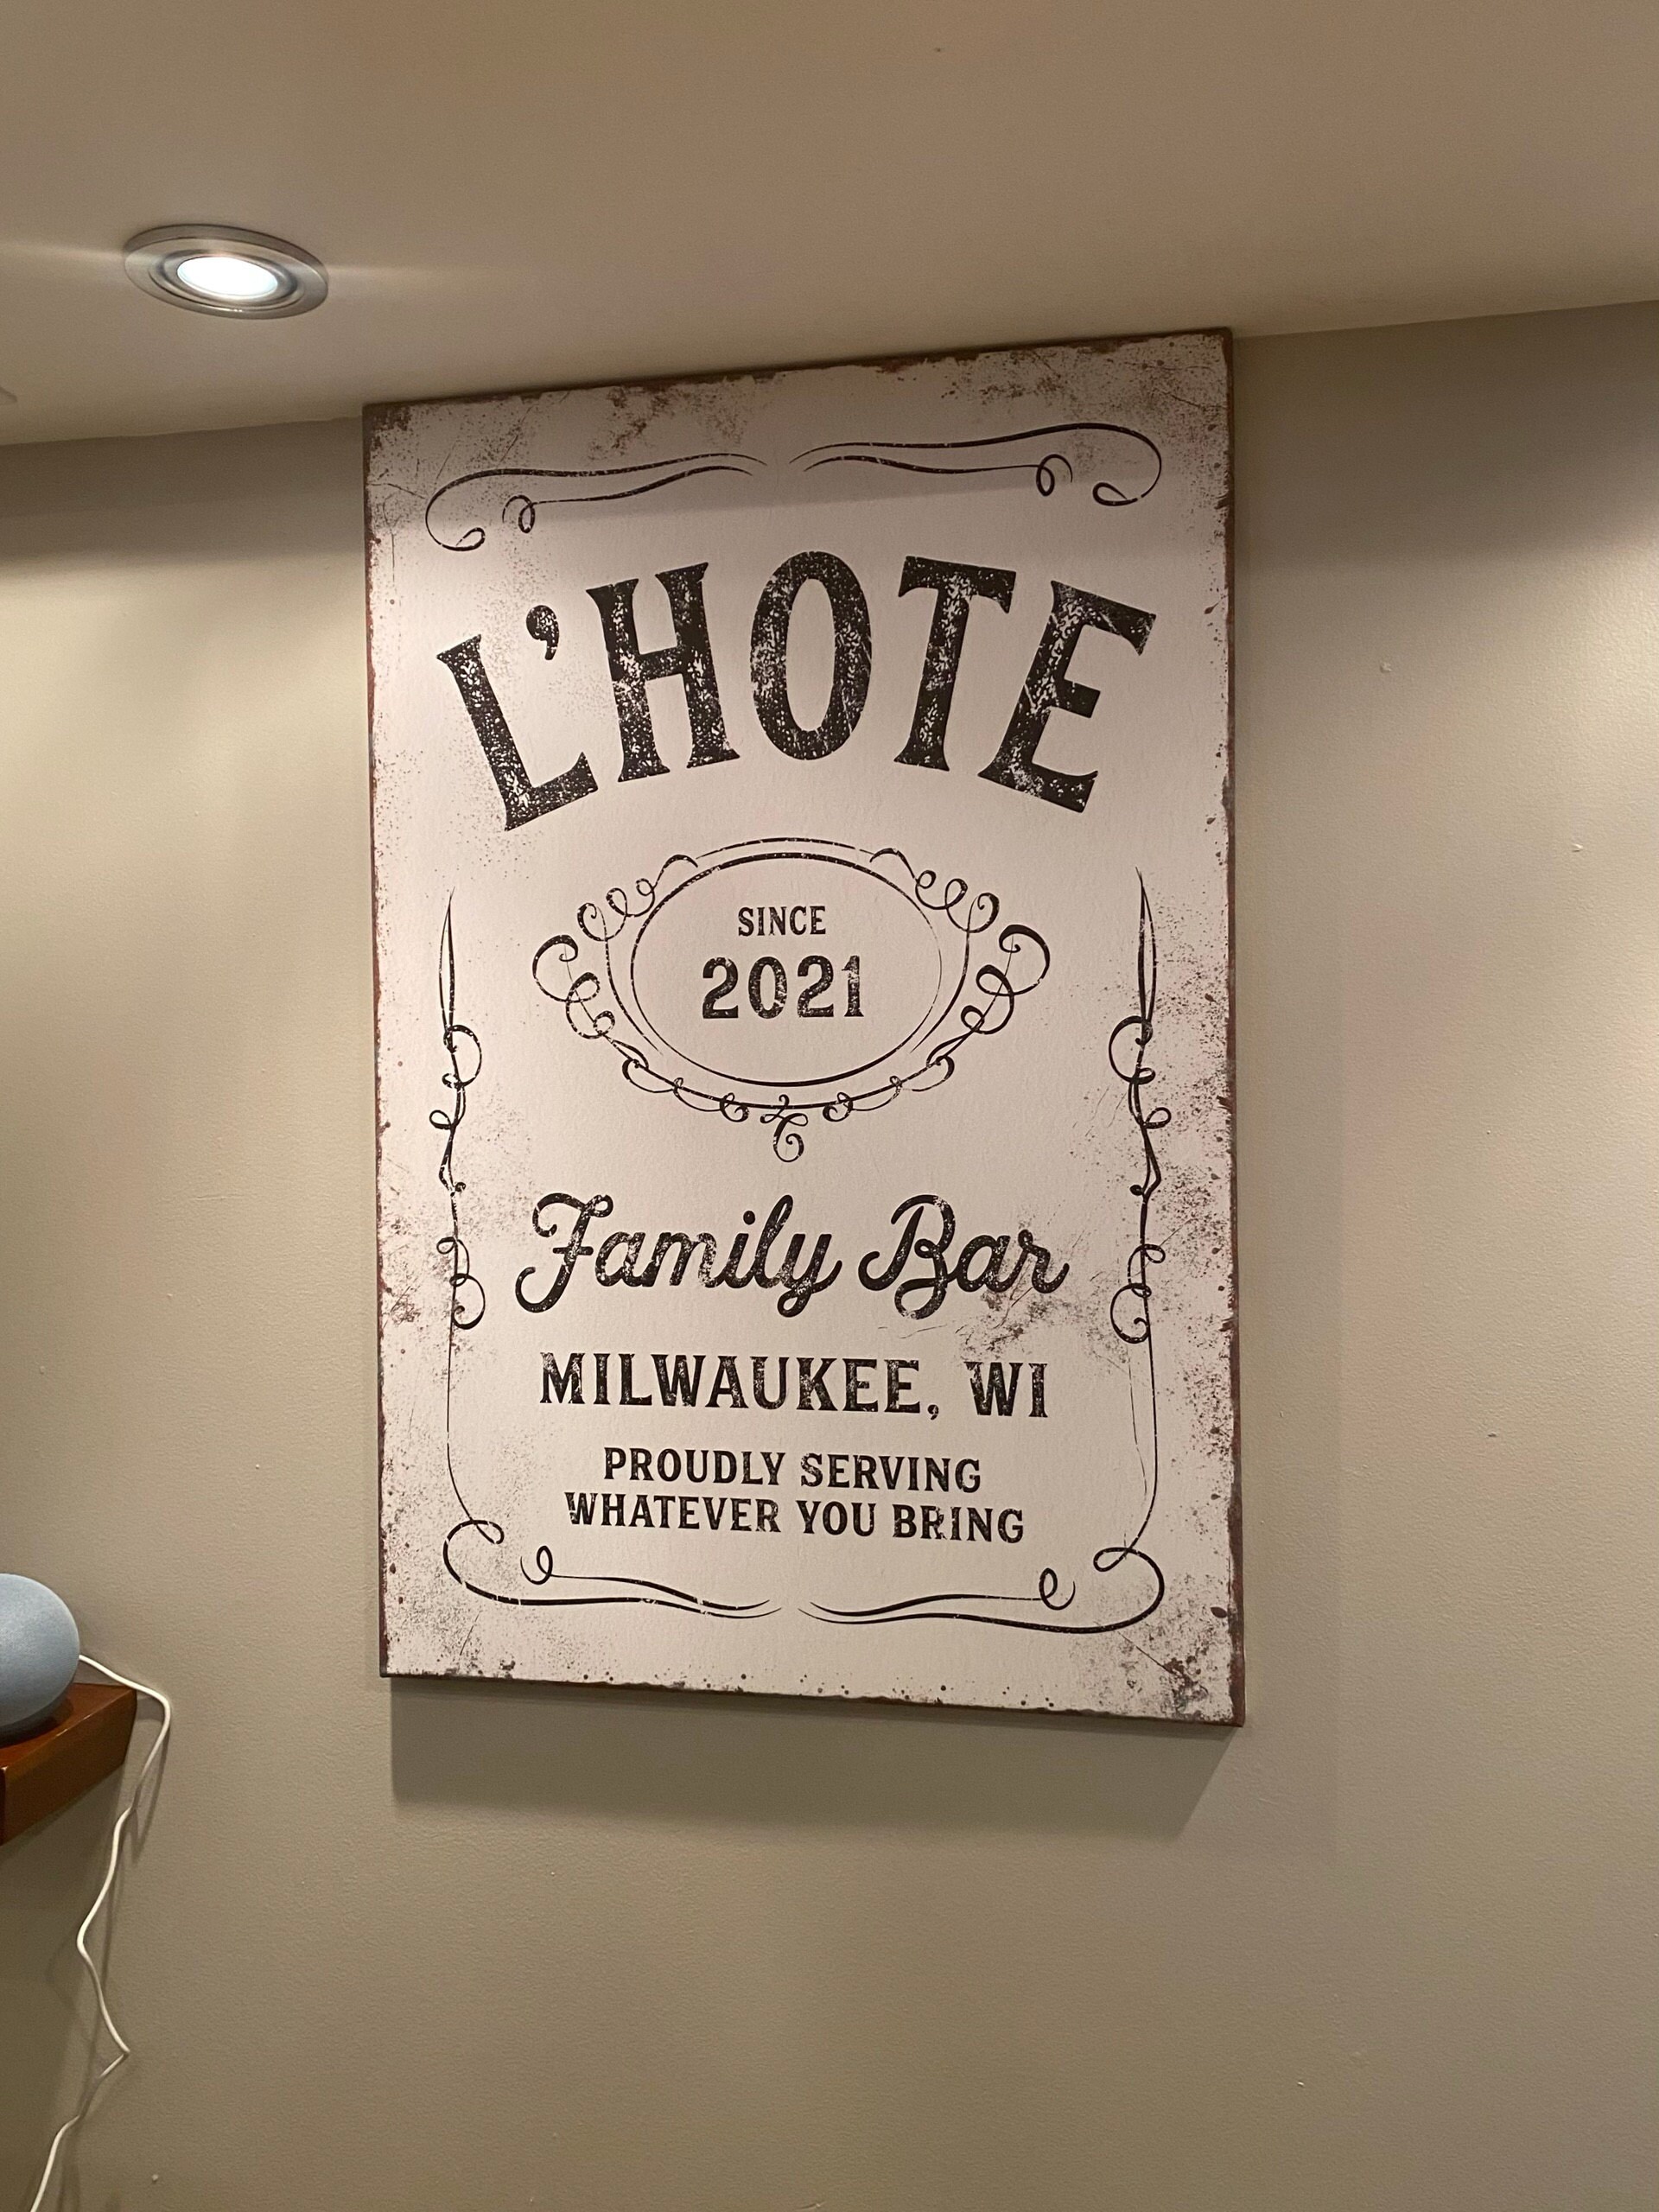 L'HOTE
SINCE
2021
Family Bar
MILWAUKEE, WI
PROUDLY SERVING
WHATEVER YOU BRING